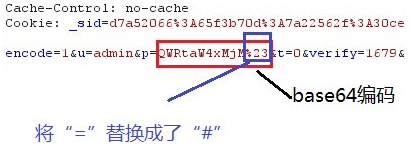 Cache-Control: no-cache
Cookie: _sid=d7a52066%3A65f3b70d%3A7a22562f%3A30ce
encode=1&u=admin&p=QWRtaW4xMjM%23&t=0&verify=1679&
base64编码
将“=”替换成了“#”